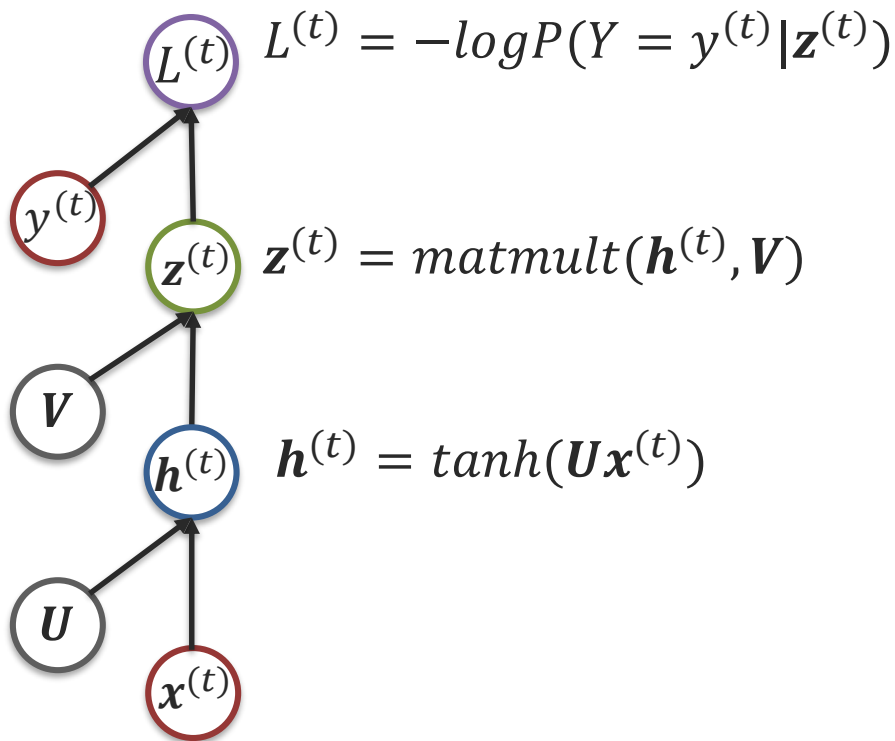 L^(t) L^(t) = −logP(Y = y^(t)|z^(t))
y^(t)
z^(t) z^(t) = matmult(h^(t), V)
V
h^(t) h^(t) = tanh(Ux^(t))
U
x^(t)